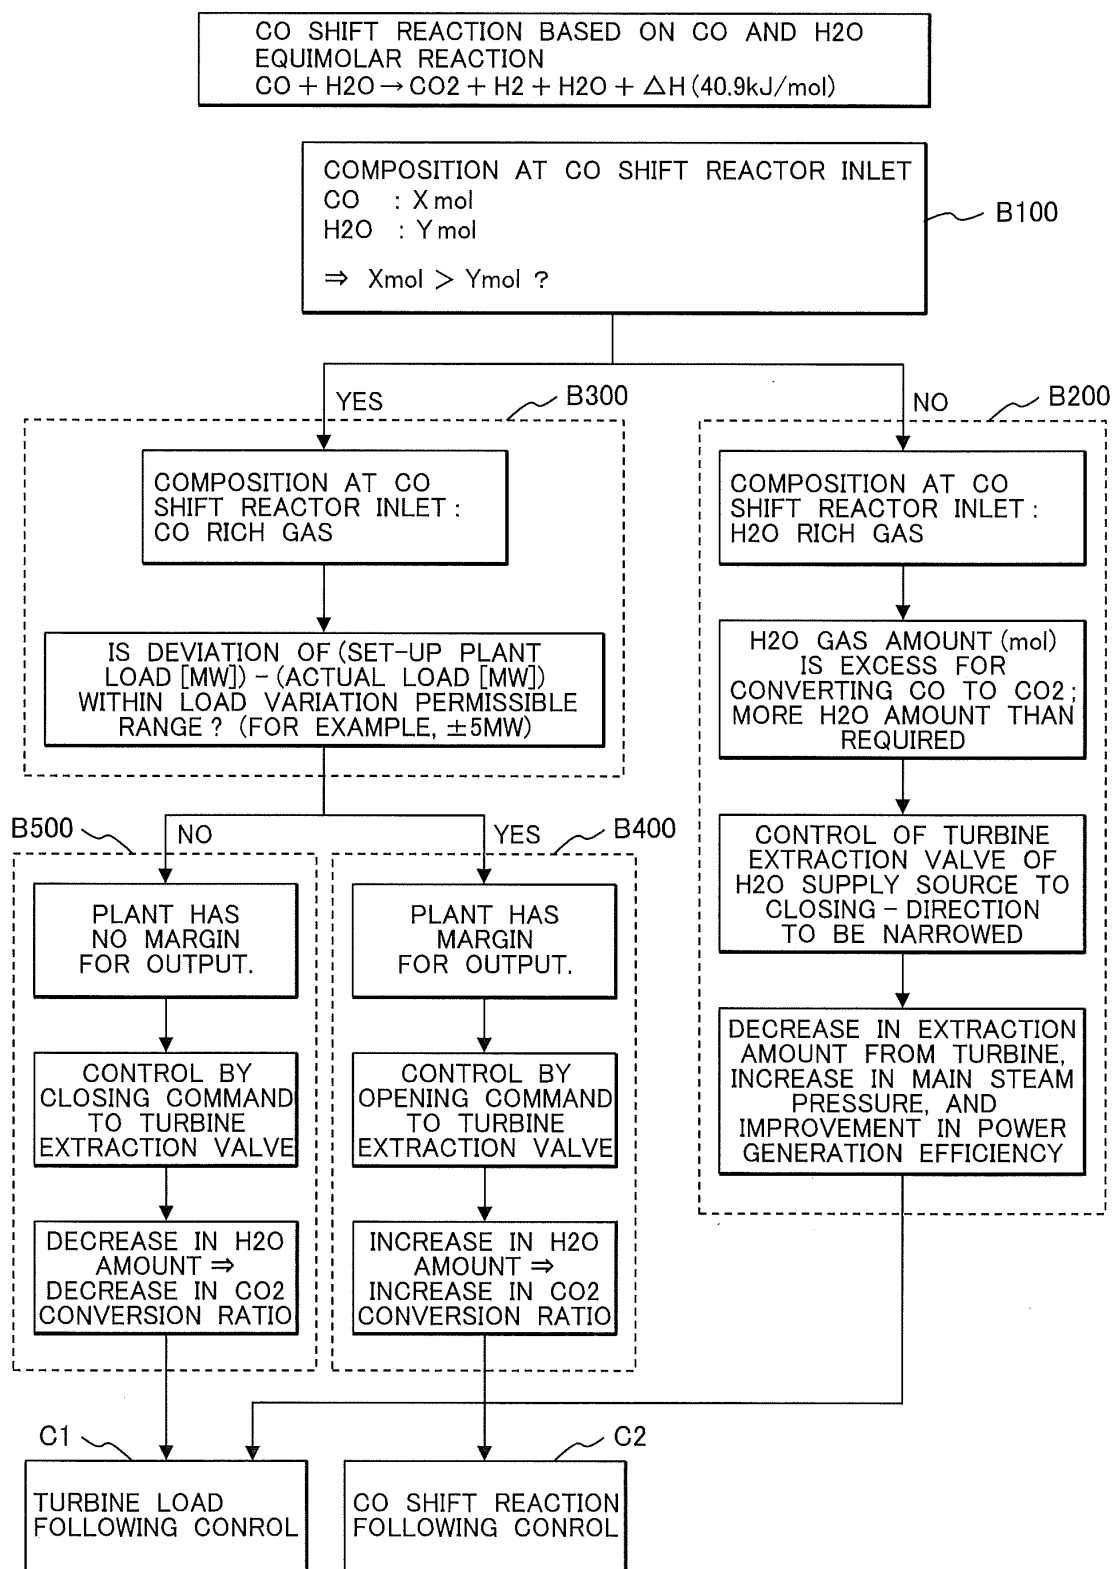 CO SHIFT REACTION BASED ON CO AND H2O
EQUIMOLAR REACTION
CO + H2O → CO2 + H2 + H2O + △H (40.9kJ/mol)
COMPOSITION AT CO SHIFT REACTOR INLET
CO : Xmol
H2O : Ymol
⇒ Xmol > Ymol ?
B100
YES
B300
NO
B200
COMPOSITION AT CO
SHIFT REACTOR INLET :
CO RICH GAS
IS DEVIATION OF (SET-UP PLANT
LOAD [MW]) - (ACTUAL LOAD [MW])
WITHIN LOAD VARIATION PERMISSIBLE
RANGE ? (FOR EXAMPLE, ±5MW)
COMPOSITION AT CO
SHIFT REACTOR INLET :
H2O RICH GAS
H2O GAS AMOUNT (mol)
IS EXCESS FOR
CONVERTING CO TO CO2 ;
MORE H2O AMOUNT THAN
REQUIRED
CONTROL OF TURBINE
EXTRACTION VALVE OF
H2O SUPPLY SOURCE TO
CLOSING - DIRECTION
TO BE NARROWED
DECREASE IN EXTRACTION
AMOUNT FROM TURBINE,
INCREASE IN MAIN STEAM
PRESSURE, AND
IMPROVEMENT IN POWER
GENERATION EFFICIENCY
B500
NO
YES
B400
PLANT HAS
NO MARGIN
FOR OUTPUT.
CONTROL BY
CLOSING COMMAND
TO TURBINE
EXTRACTION VALVE
DECREASE IN H2O
AMOUNT ⇒
DECREASE IN CO2
CONVERSION RATIO
PLANT HAS
MARGIN
FOR OUTPUT.
CONTROL BY
OPENING COMMAND
TO TURBINE
EXTRACTION VALVE
INCREASE IN H2O
AMOUNT ⇒
INCREASE IN CO2
CONVERSION RATIO
C1
TURBINE LOAD
FOLLOWING CONROL
C2
CO SHIFT REACTION
FOLLOWING CONROL